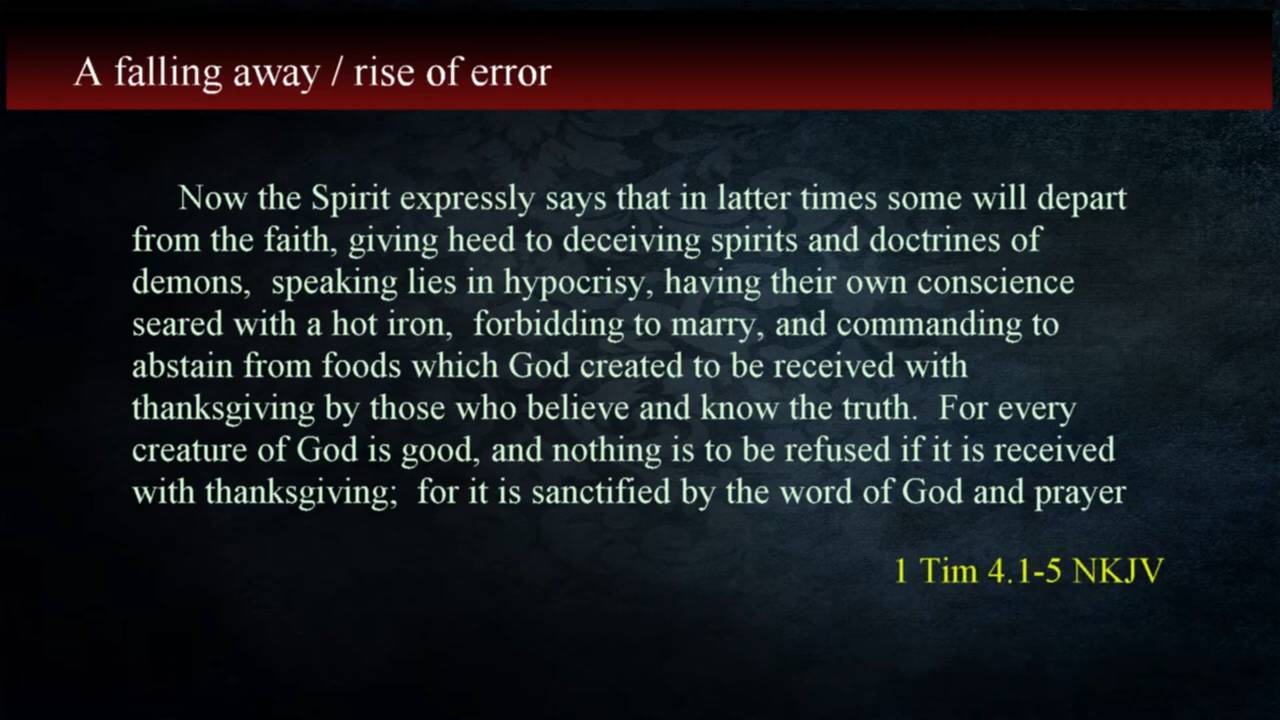 A falling away / rise of error
Now the Spirit expressly says that in latter times some will depart
from the faith, giving heed to deceiving spirits and doctrines of
demons,  speaking lies in hypocrisy, having their own conscience
seared with a hot iron,  forbidding to marry, and commanding to
abstain from foods which God created to be received with
thanksgiving by those who believe and know the truth.  For every
creature of God is good, and nothing is to be refused if it is received
with thanksgiving;  for it is sanctified by the word of God and prayer
1 Tim 4.1-5 NKJV